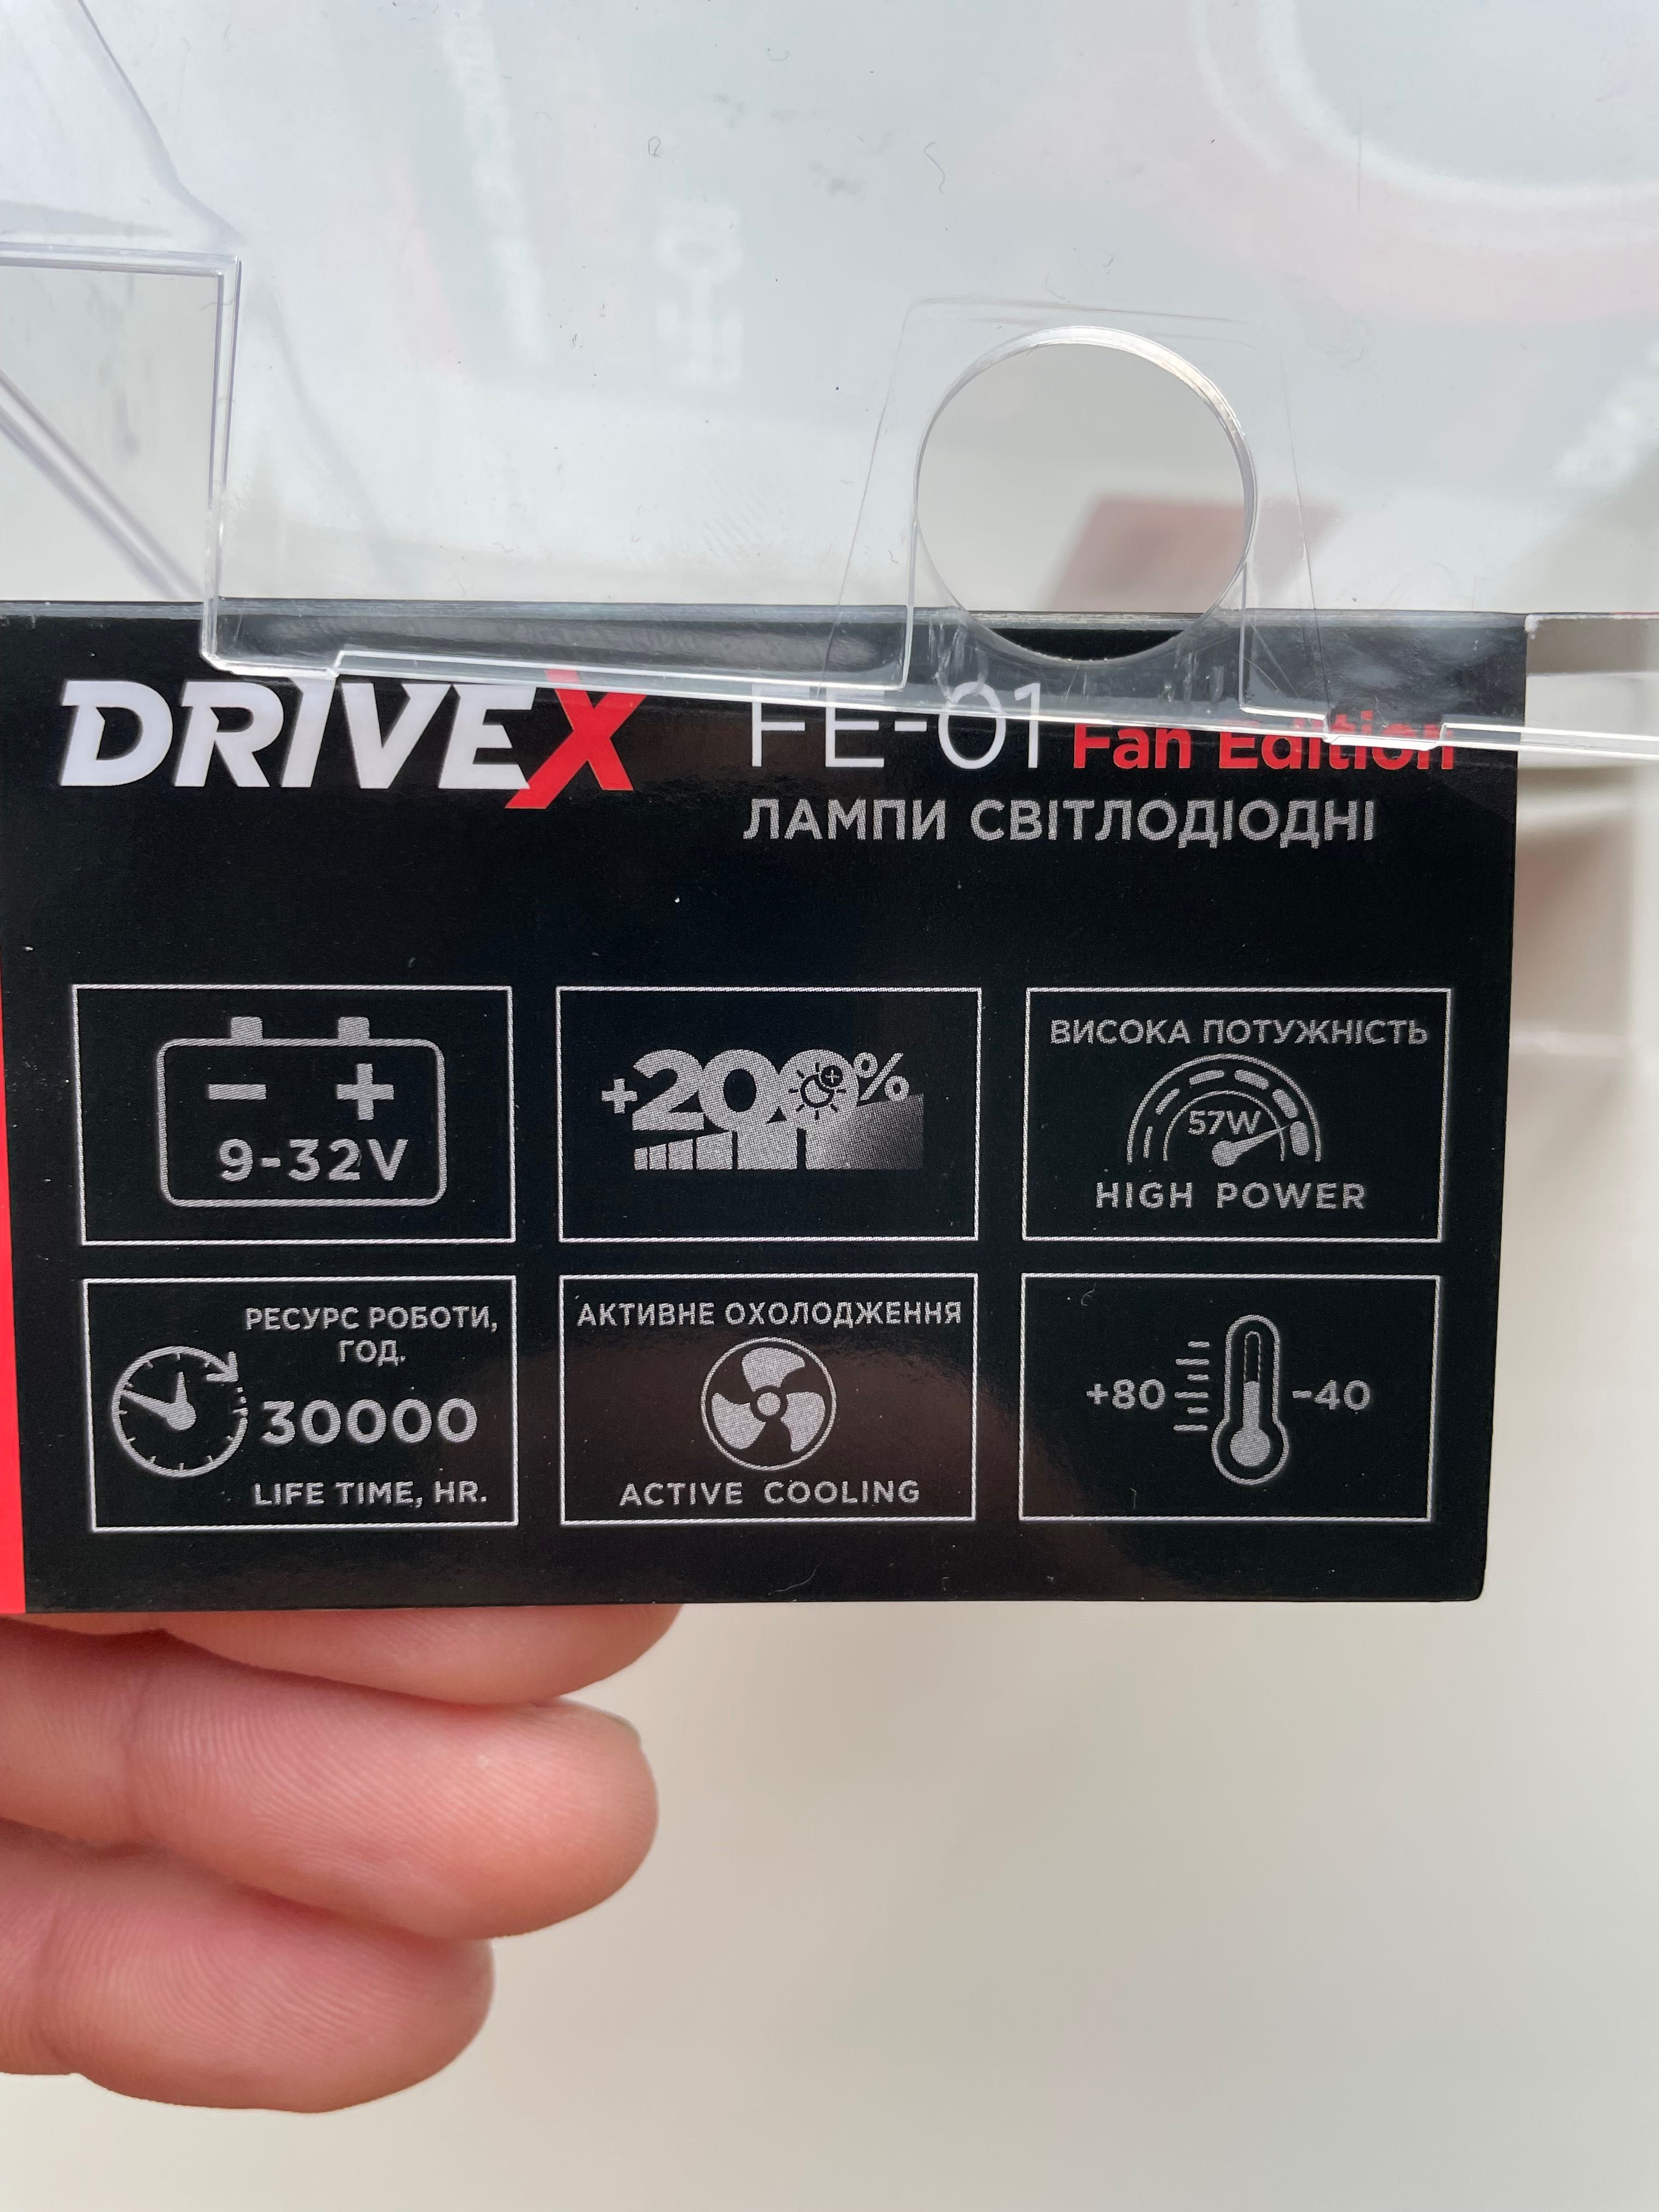 DRIVEX FE-01 Fan Edition
ЛАМПИ СВІТЛОДІОДНІ
- +
9-32V
+200%
ВИСОКА ПОТУЖНІСТЬ
57W
HIGH POWER
РЕСУРС РОБОТИ,
ГОД.
30000
LIFE TIME, HR.
АКТИВНЕ ОХОЛОДЖЕННЯ
ACTIVE COOLING
+80 -40